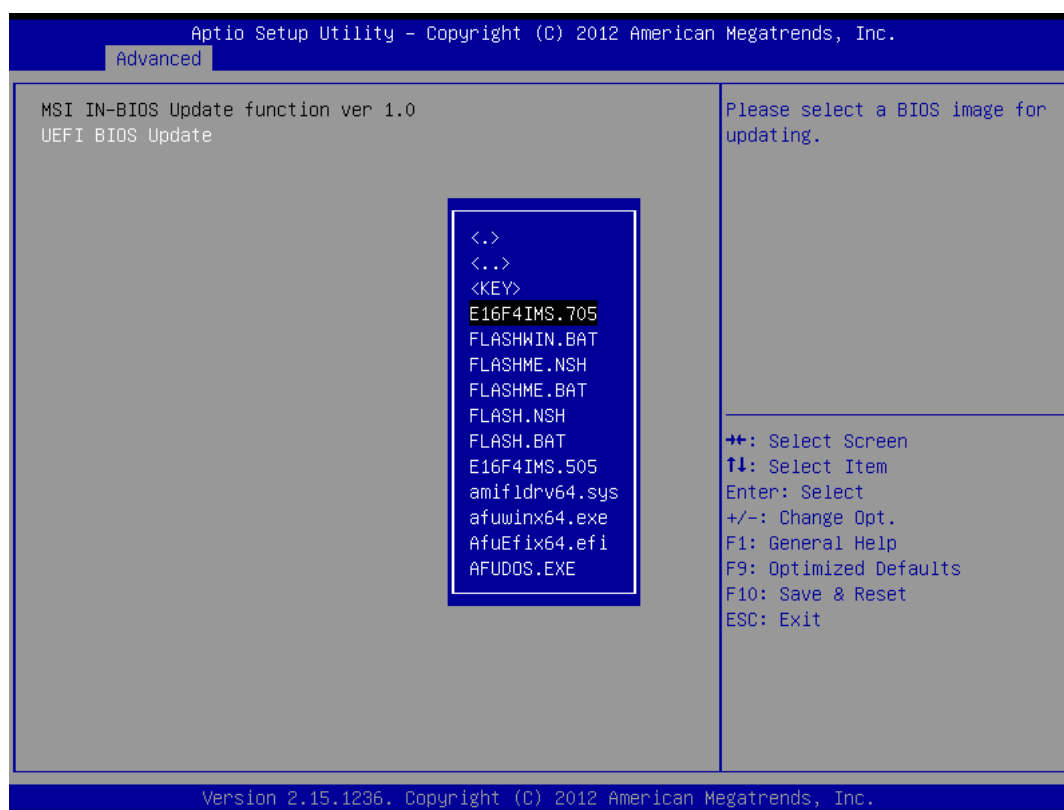 Aptio Setup Utility – Copyright (C) 2012 American Megatrends, Inc.
Advanced
MSI IN-BIOS Update function ver 1.0
UEFI BIOS Update
Please select a BIOS image for
updating.
<.>
<..>
<KEY>
E16F4IMS.705
FLASHWIN.BAT
FLASHME.NSH
FLASHME.BAT
FLASH.NSH
FLASH.BAT
E16F4IMS.505
amifldrv64.sys
afuwinx64.exe
AfuEfix64.efi
AFUDOS.EXE
→←: Select Screen
↑↓: Select Item
Enter: Select
+/-: Change Opt.
F1: General Help
F9: Optimized Defaults
F10: Save & Reset
ESC: Exit
Version 2.15.1236. Copyright (C) 2012 American Megatrends, Inc.